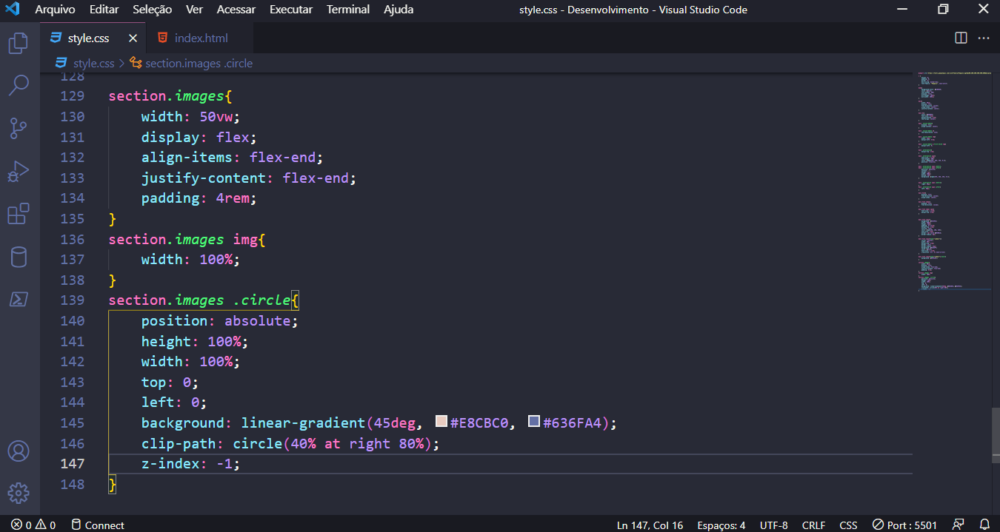 Arquivo Editar Seleção Ver Acessar Executar Terminal Ajuda style.css - Desenvolvimento - Visual Studio Code
style.css index.html
style.css > section.images .circle
128
129 section.images{
130 width: 50vw;
131 display: flex;
132 align-items: flex-end;
133 justify-content: flex-end;
134 padding: 4rem;
135 }
136 section.images img{
137 width: 100%;
138 }
139 section.images .circle{
140 position: absolute;
141 height: 100%;
142 width: 100%;
143 top: 0;
144 left: 0;
145 background: linear-gradient(45deg, #E8CBC0, #636FA4);
146 clip-path: circle(40% at right 80%);
147 z-index: -1;
148 }
0 0 Connect Ln 147, Col 16 Espaços: 4 UTF-8 CRLF CSS Port : 5501